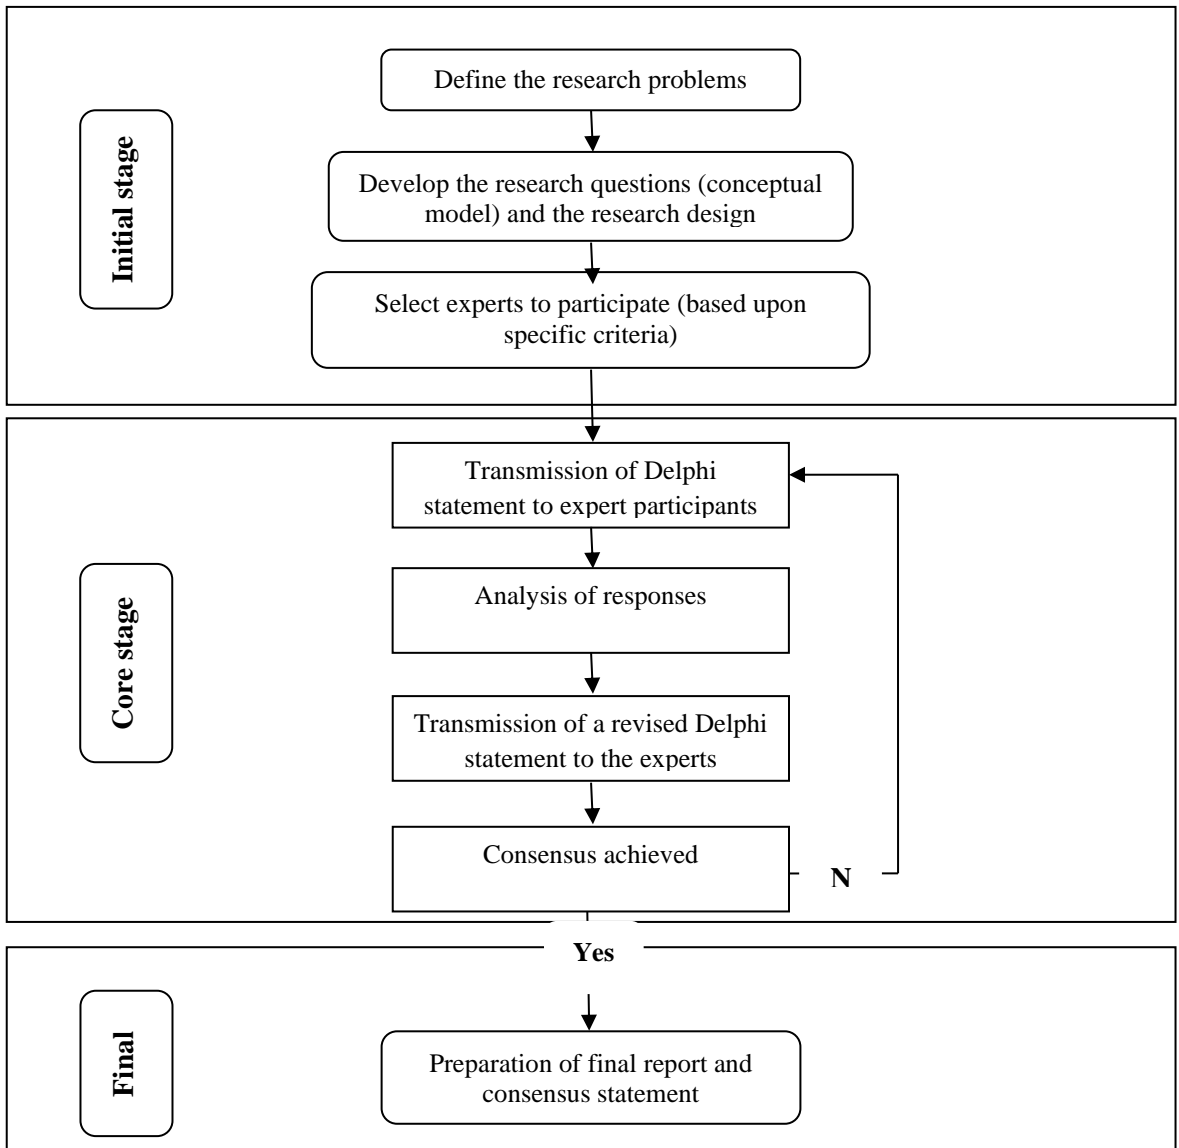 Define the research problems
Initial stage
Develop the research questions (conceptual
model) and the research design
Select experts to participate (based upon
specific criteria)
Transmission of Delphi
statement to expert participants
Core stage
Analysis of responses
Transmission of a revised Delphi
statement to the experts
Consensus achieved
N
Yes
Final
Preparation of final report and
consensus statement